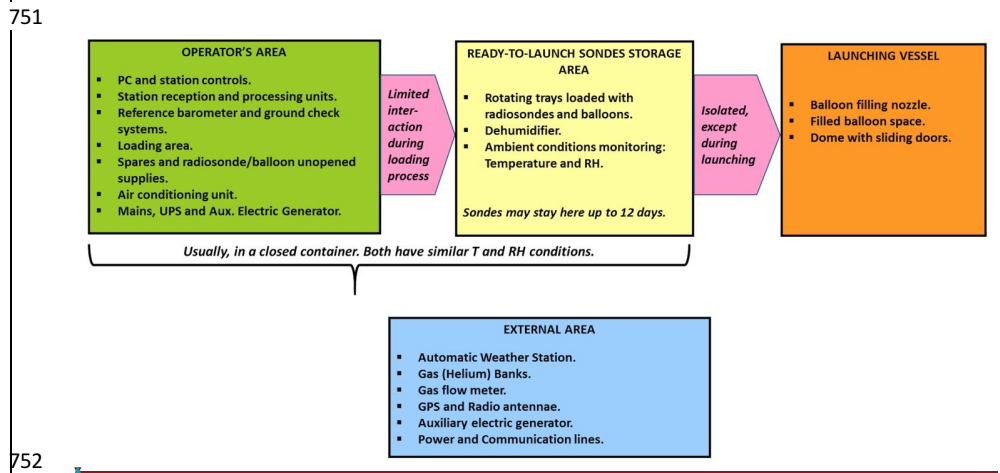 751
OPERATOR'S AREA
▪ PC and station controls.
▪ Station reception and processing units.
▪ Reference barometer and ground check
systems.
▪ Loading area.
▪ Spares and radiosonde/balloon unopened
supplies.
▪ Air conditioning unit.
▪ Mains, UPS and Aux. Electric Generator.
Limited
inter-
action
during
loading
process
READY-TO-LAUNCH SONDES STORAGE
AREA
▪ Rotating trays loaded with
radiosondes and balloons.
▪ Dehumidifier.
▪ Ambient conditions monitoring:
Temperature and RH.
Sondes may stay here up to 12 days.
Isolated,
except
during
launching
LAUNCHING VESSEL
▪ Balloon filling nozzle.
▪ Filled balloon space.
▪ Dome with sliding doors.
Usually, in a closed container. Both have similar T and RH conditions.
EXTERNAL AREA
▪ Automatic Weather Station.
▪ Gas (Helium) Banks.
▪ Gas flow meter.
▪ GPS and Radio antennae.
▪ Auxiliary electric generator.
▪ Power and Communication lines.
752